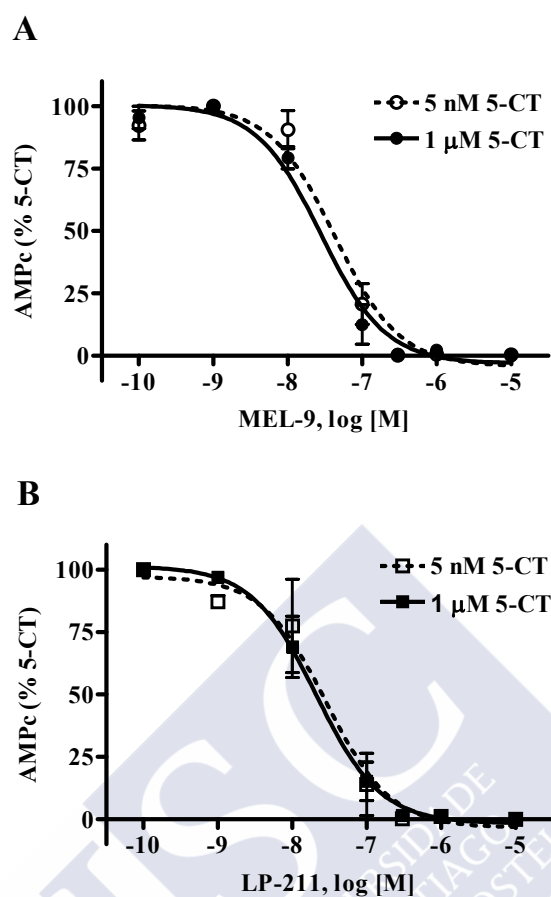 A
5 nM 5-CT
1 µM 5-CT
AMPc (% 5-CT)
100
75
50
25
0
-10 -9 -8 -7 -6 -5
MEL-9, log [M]
B
5 nM 5-CT
1 µM 5-CT
AMPc (% 5-CT)
100
75
50
25
0
-10 -9 -8 -7 -6 -5
LP-211, log [M]
USC